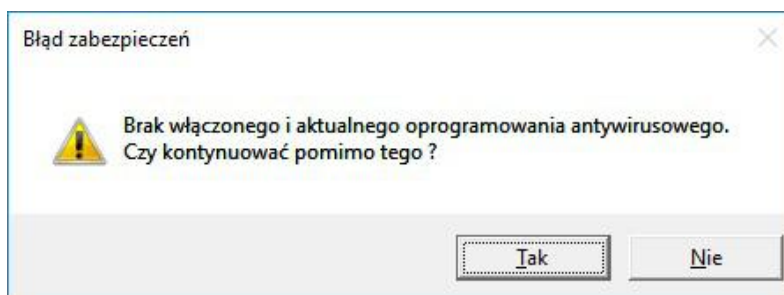 Błąd zabezpieczeń
Brak włączonego i aktualnego oprogramowania antywirusowego.
Czy kontynuować pomimo tego ?
Tak
Nie